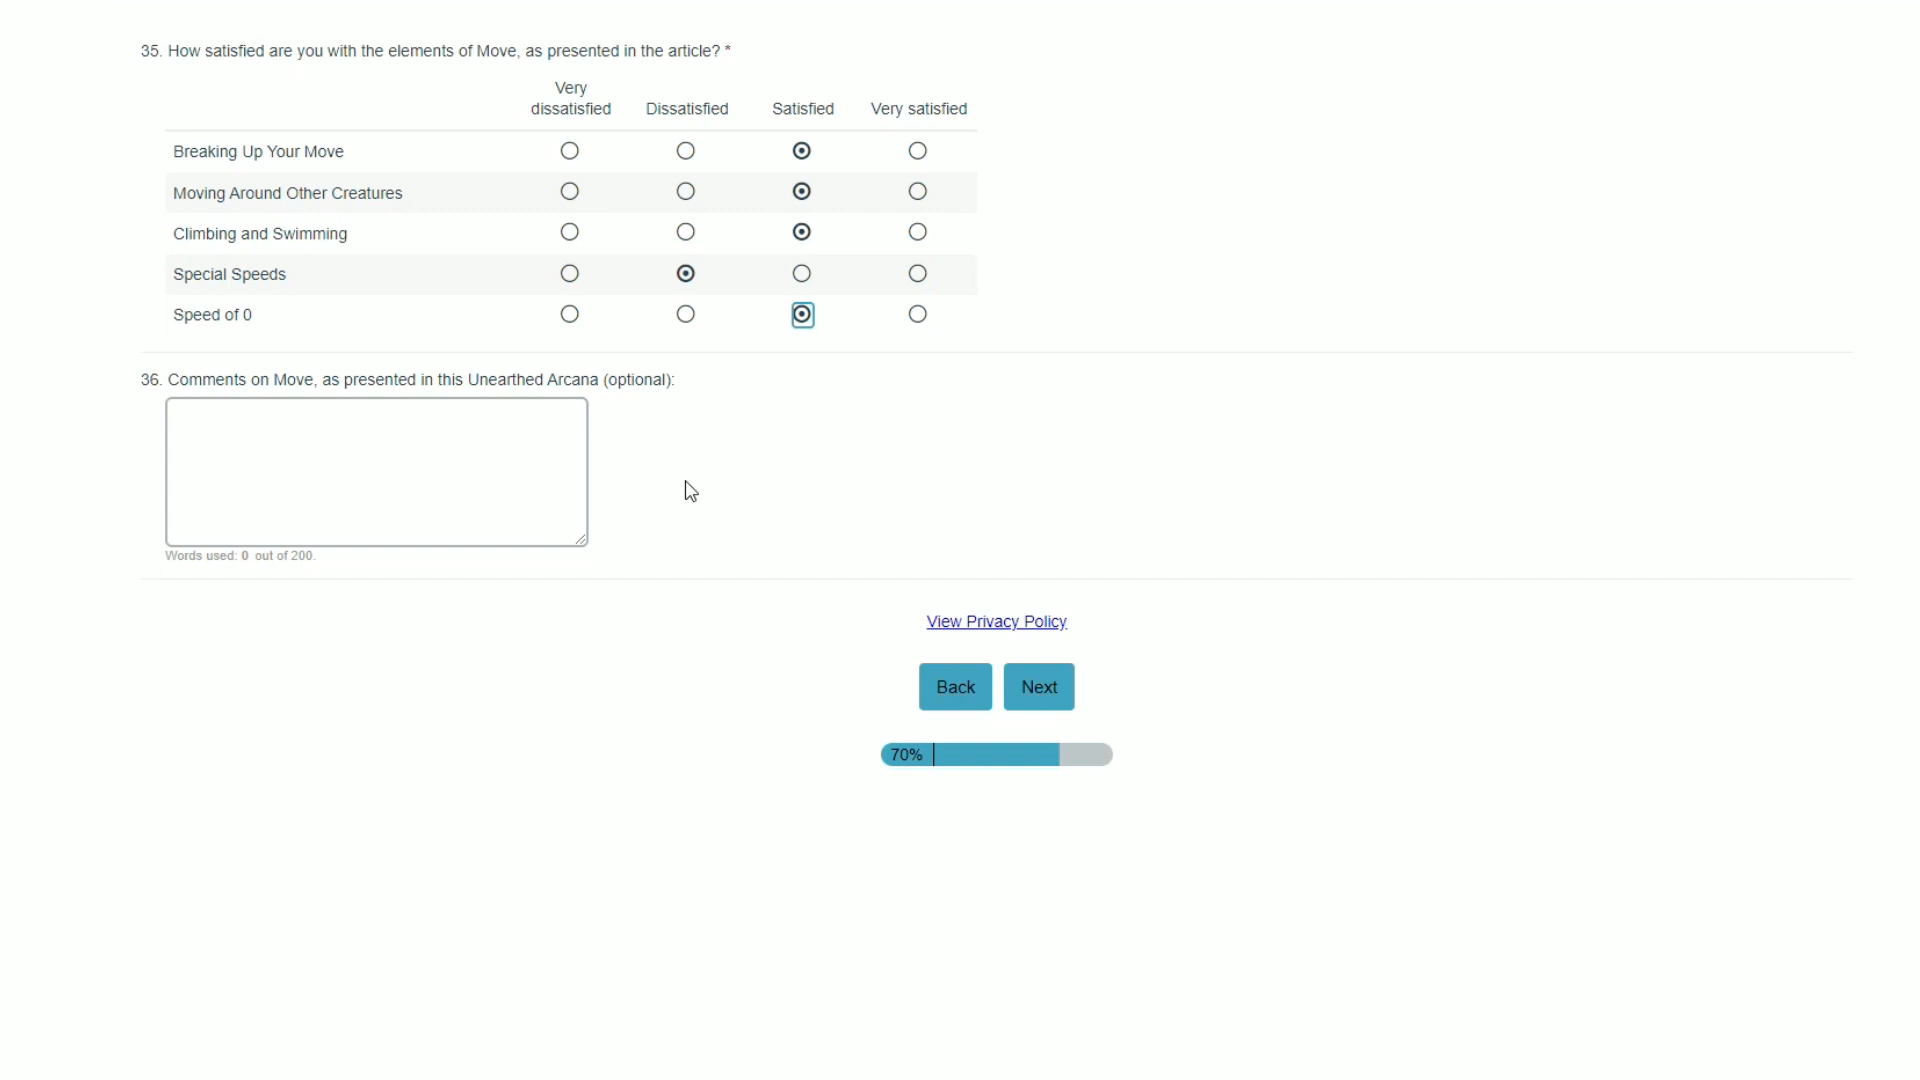 35. How satisfied are you with the elements of Move, as presented in the article? *
Very
dissatisfied Dissatisfied Satisfied Very satisfied
Breaking Up Your Move
Moving Around Other Creatures
Climbing and Swimming
Special Speeds
Speed of 0
36. Comments on Move, as presented in this Unearthed Arcana (optional):
Words used: 0 out of 200.
View Privacy Policy
Back Next
70%